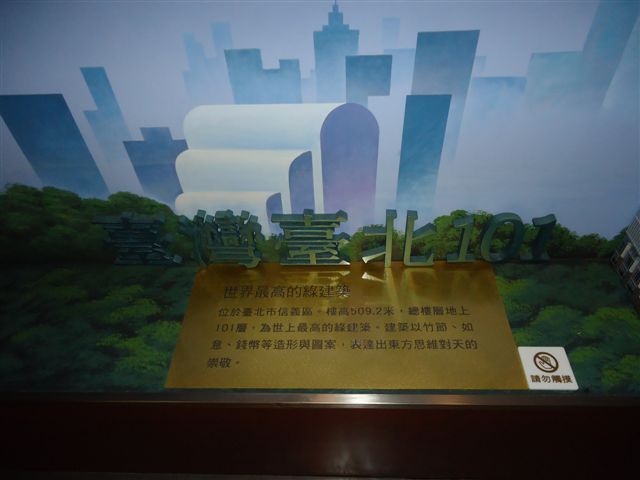 臺灣臺北101
世界最高的綠建築
位於臺北市信義區。樓高509.2米，總樓層地上
101層，為世上最高的綠建築。建築以竹節、如
意、錢幣等造形與圖案，表達出東方思維對天的
崇敬。
請勿觸摸